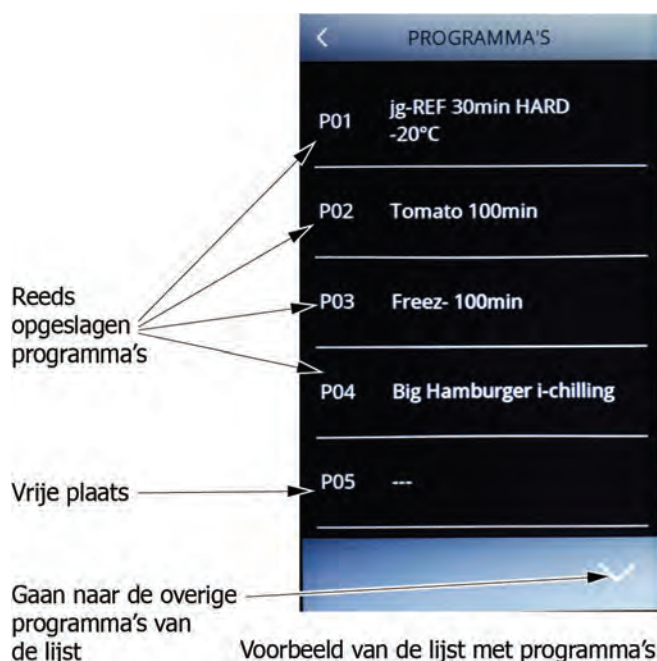 PROGRAMMA'S
P01
jg-REF 30min HARD
-20°C
P02
Tomato 100min
P03
Freez- 100min
P04
Big Hamburger i-chilling
P05
---
Reeds
opgeslagen
programma's
Vrije plaats
Gaan naar de overige
programma's van
de lijst
Voorbeeld van de lijst met programma's